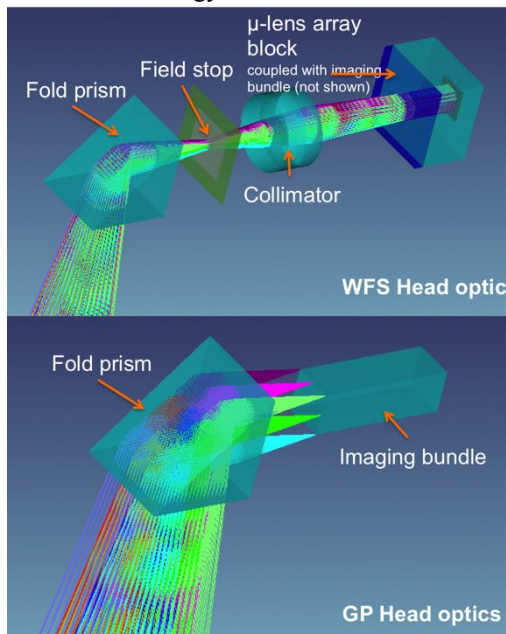 μ-lens array
block
coupled with imaging
bundle (not shown)
Field stop
Fold prism
Collimator
WFS Head optic
Fold prism
Imaging bundle
GP Head optics